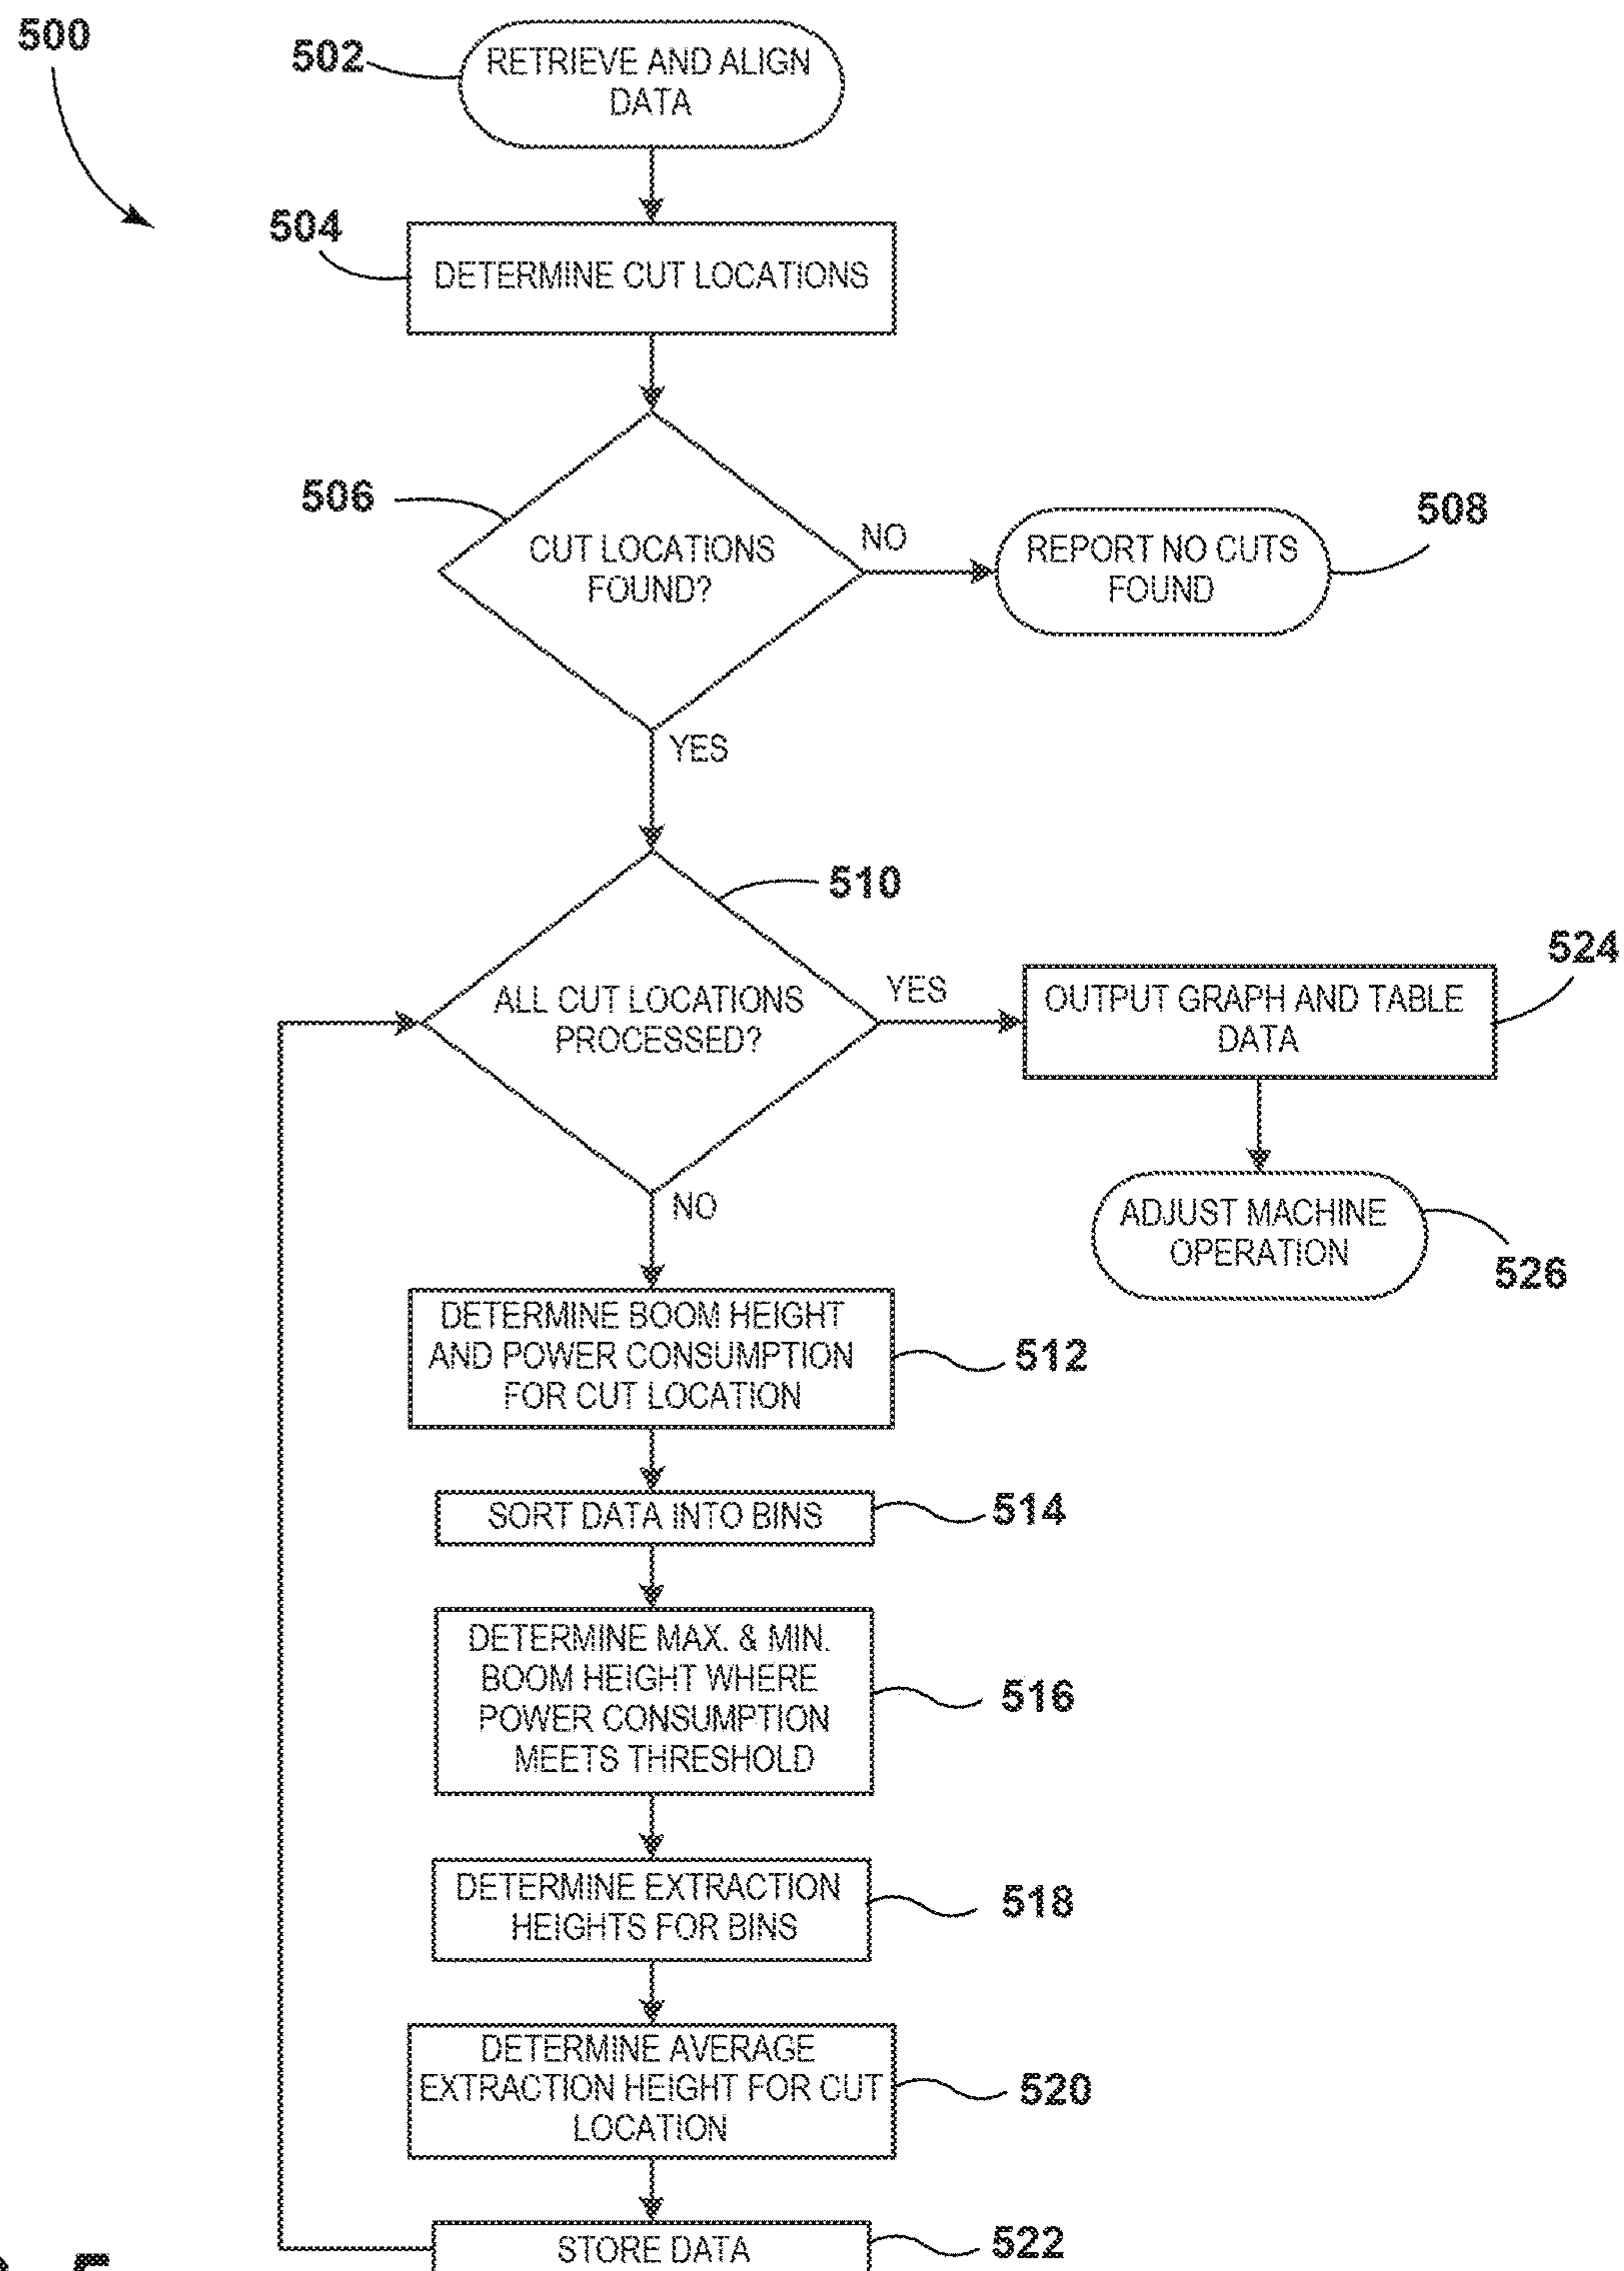 500
502
RETRIEVE AND ALIGN
DATA
504
DETERMINE CUT LOCATIONS
506
CUT LOCATIONS
FOUND?
NO
REPORT NO CUTS
FOUND
508
YES
510
ALL CUT LOCATIONS
PROCESSED?
YES
OUTPUT GRAPH AND TABLE
DATA
524
NO
ADJUST MACHINE
OPERATION
526
DETERMINE BOOM HEIGHT
AND POWER CONSUMPTION
FOR CUT LOCATION
512
SORT DATA INTO BINS
514
DETERMINE MAX. & MIN.
BOOM HEIGHT WHERE
POWER CONSUMPTION
MEETS THRESHOLD
516
DETERMINE EXTRACTION
HEIGHTS FOR BINS
518
DETERMINE AVERAGE
EXTRACTION HEIGHT FOR CUT
LOCATION
520
STORE DATA
522